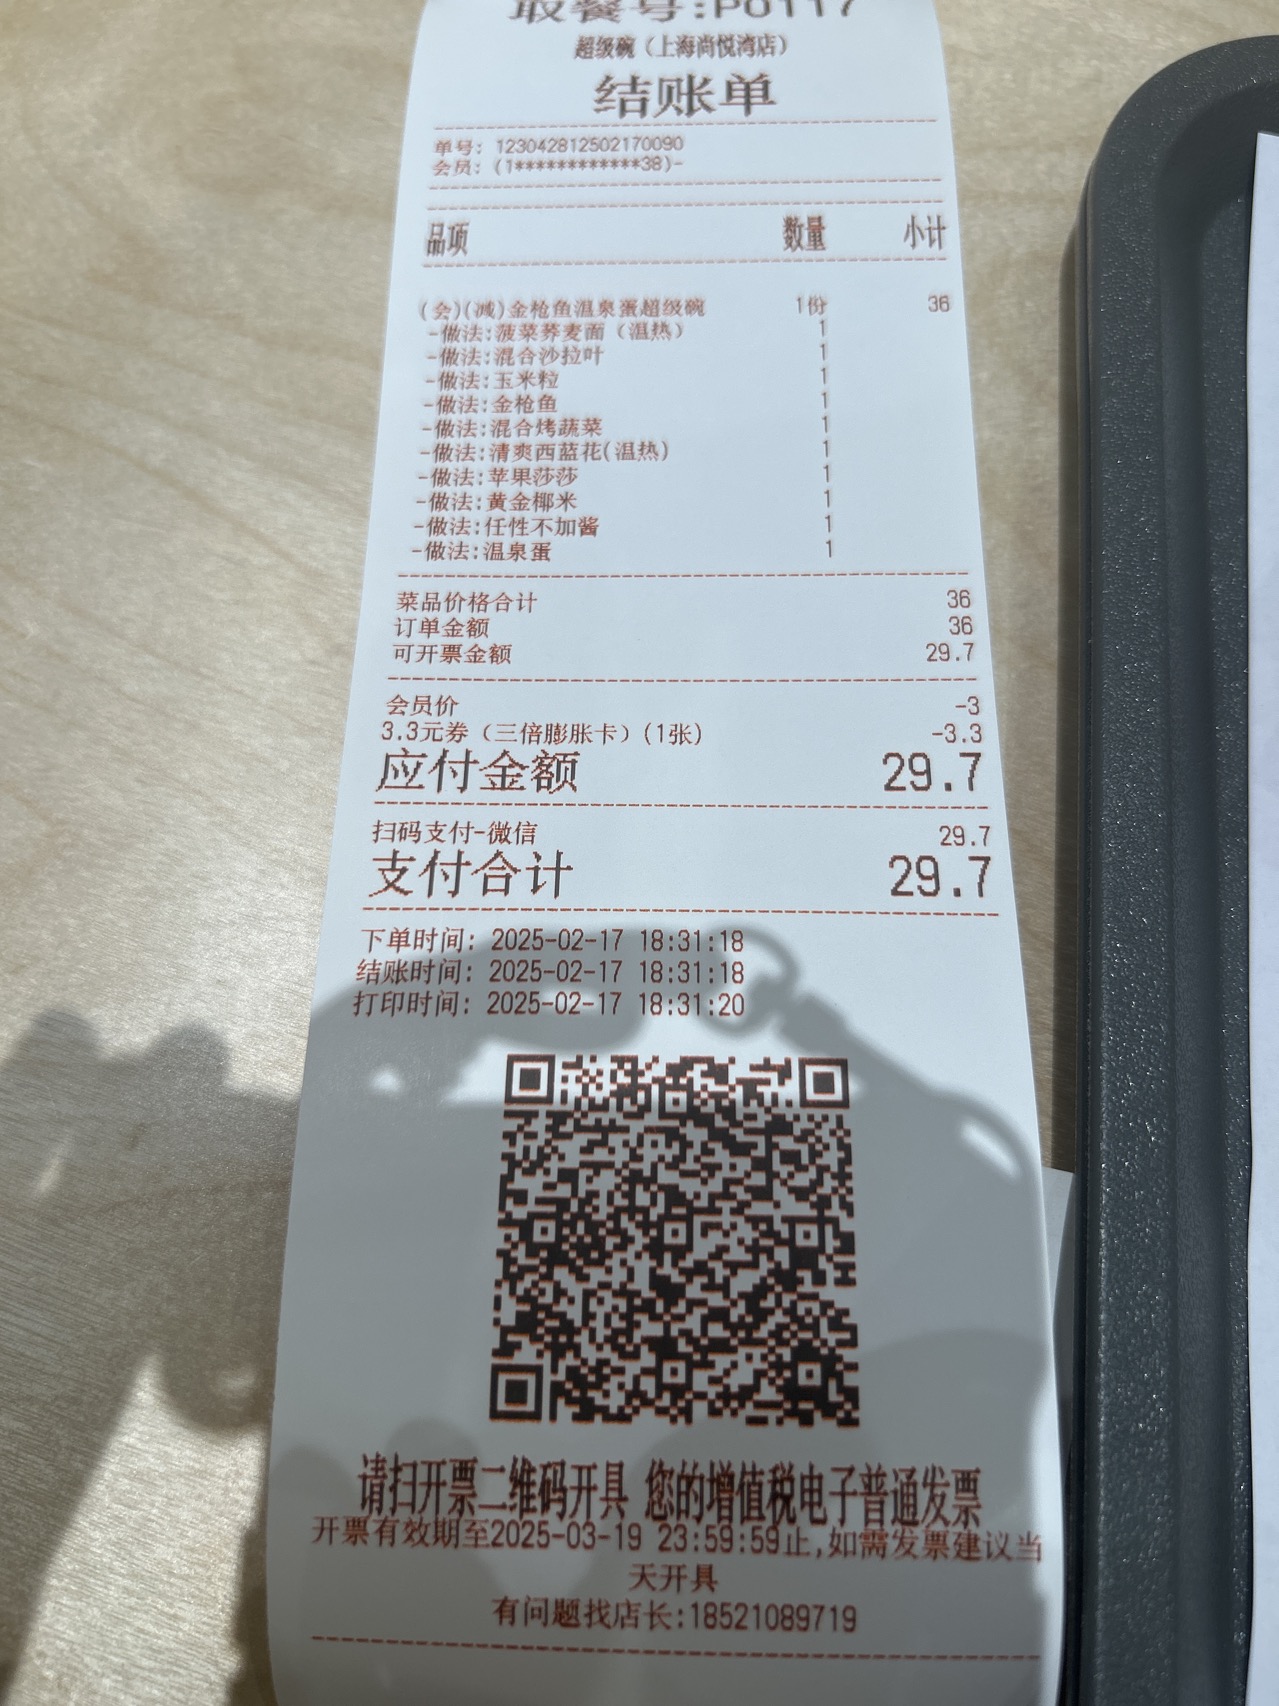 取餐号:P0117
超级碗（上海尚悦湾店）
结账单
单号: 123042812502170090
会员: (1************38)-
品项 数量 小计
(会)(减)金枪鱼温泉蛋超级碗 1份 36
-做法:菠菜荞麦面（温热） 1
-做法:混合沙拉叶 1
-做法:玉米粒 1
-做法:金枪鱼 1
-做法:混合烤蔬菜 1
-做法:清爽西蓝花(温热) 1
-做法:苹果莎莎 1
-做法:黄金椰米 1
-做法:任性不加酱 1
-做法:温泉蛋 1
菜品价格合计 36
订单金额 36
可开票金额 29.7
会员价 -3
3.3元券（三倍膨胀卡）(1张) -3.3
应付金额 29.7
扫码支付-微信 29.7
支付合计 29.7
下单时间: 2025-02-17 18:31:18
结账时间: 2025-02-17 18:31:18
打印时间: 2025-02-17 18:31:20
请扫开票二维码开具 您的增值税电子普通发票
开票有效期至2025-03-19 23:59:59止,如需发票建议当
天开具
有问题找店长:18521089719